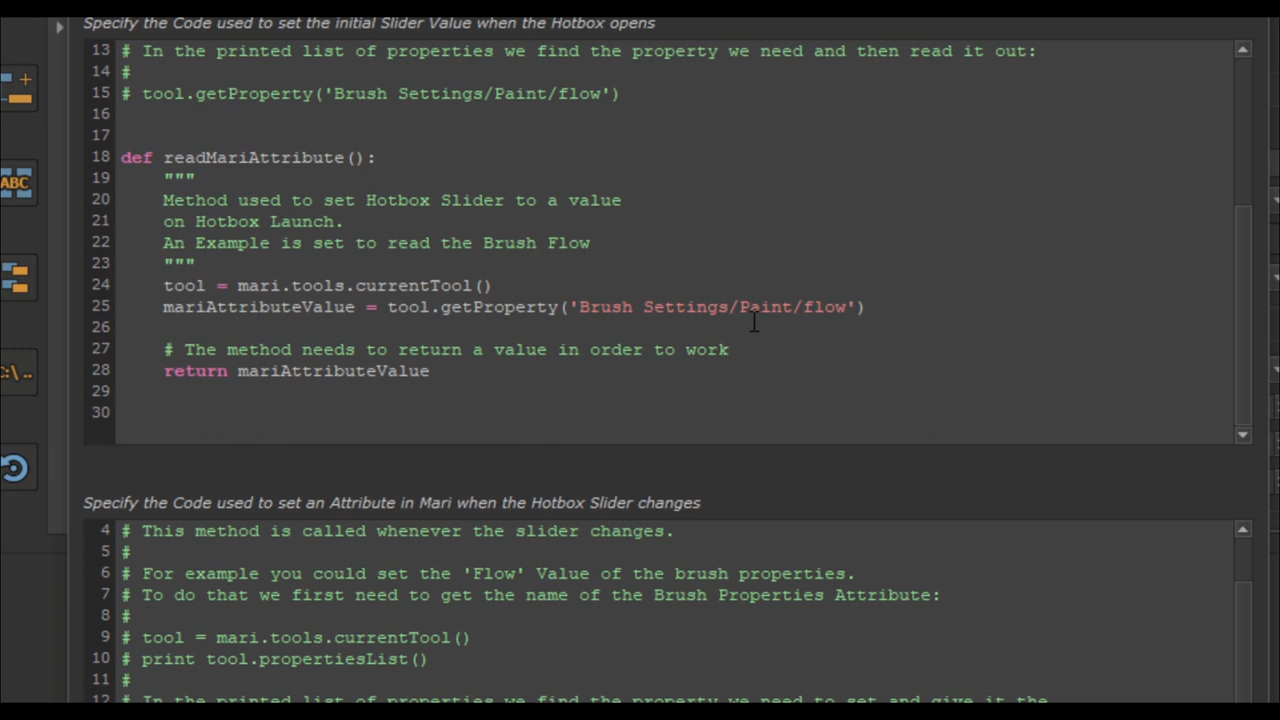 Specify the Code used to set the initial Slider Value when the Hotbox opens
13 # In the printed list of properties we find the property we need and then read it out:
14 #
15 # tool.getProperty('Brush Settings/Paint/flow')
16
17
18 def readMariAttribute():
19     """
20     Method used to set Hotbox Slider to a value
21     on Hotbox Launch.
22     An Example is set to read the Brush Flow
23     """
24     tool = mari.tools.currentTool()
25     mariAttributeValue = tool.getProperty('Brush Settings/Paint/flow')
26
27     # The method needs to return a value in order to work
28     return mariAttributeValue
29
30
ABC
:\ ..
Specify the Code used to set an Attribute in Mari when the Hotbox Slider changes
4 # This method is called whenever the slider changes.
5 #
6 # For example you could set the 'Flow' Value of the brush properties.
7 # To do that we first need to get the name of the Brush Properties Attribute:
8 #
9 # tool = mari.tools.currentTool()
10 # print tool.propertiesList()
11 #
12 # In the printed list of properties we find the property we need to set and give it the